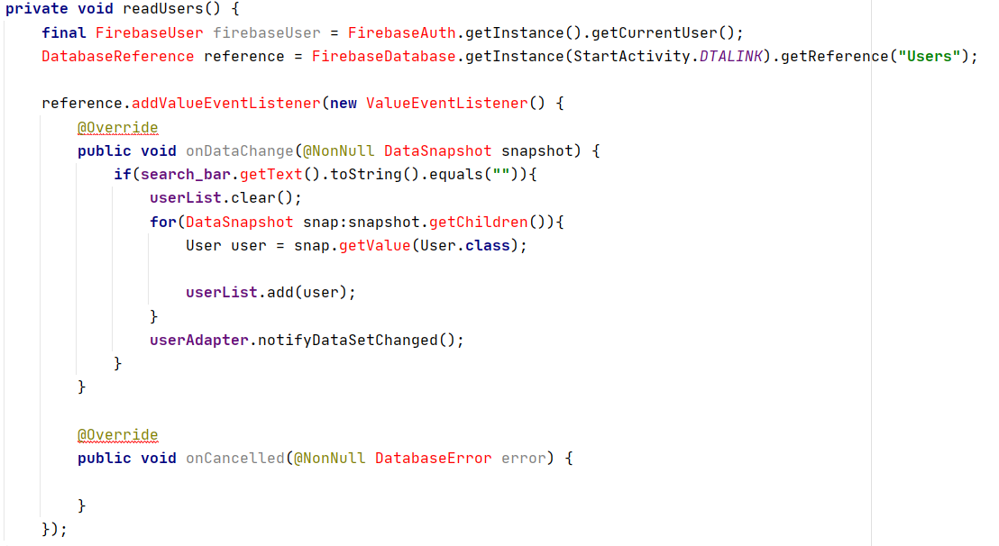 private void readUsers() {
    final FirebaseUser firebaseUser = FirebaseAuth.getInstance().getCurrentUser();
    DatabaseReference reference = FirebaseDatabase.getInstance(StartActivity.DTALINK).getReference("Users");

    reference.addValueEventListener(new ValueEventListener() {
        @Override
        public void onDataChange(@NonNull DataSnapshot snapshot) {
            if(search_bar.getText().toString().equals("")){
                userList.clear();
                for(DataSnapshot snap:snapshot.getChildren()){
                    User user = snap.getValue(User.class);

                    userList.add(user);
                }
                userAdapter.notifyDataSetChanged();
            }
        }

        @Override
        public void onCancelled(@NonNull DatabaseError error) {

        }
    });